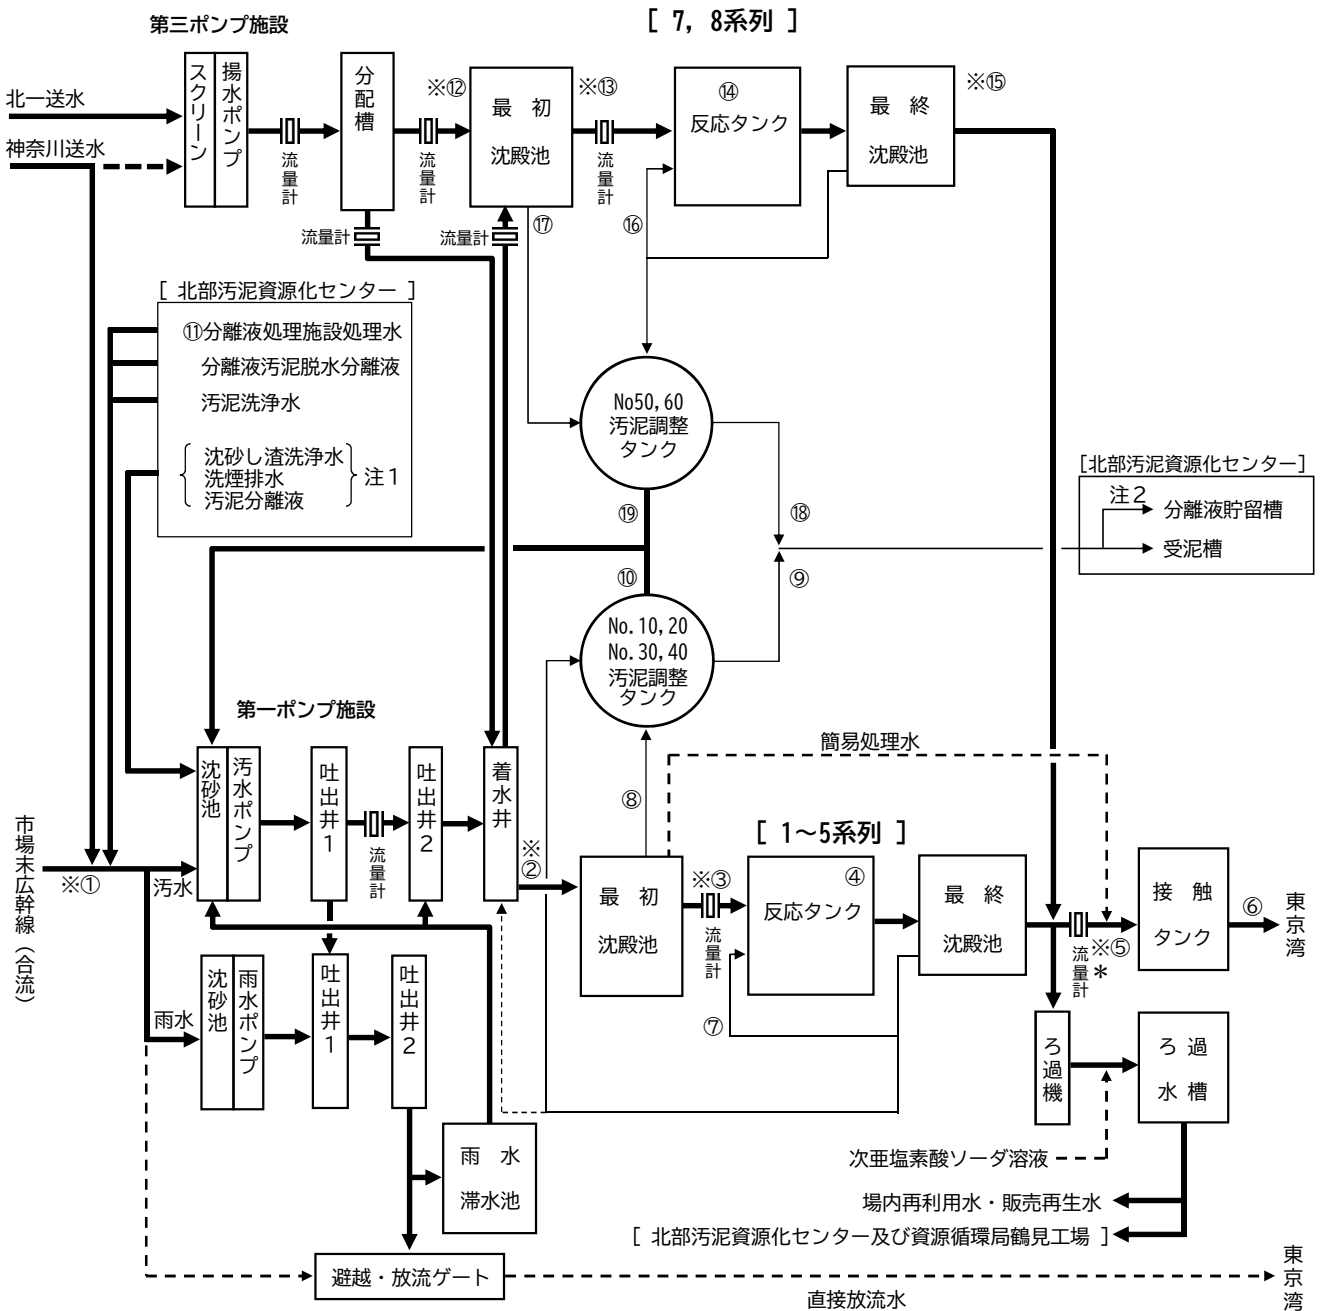 第三ポンプ施設
[ 7, 8系列 ]
北一送水
神奈川送水
スクリーン
揚水ポンプ
流量計
分配槽
流量計
※⑫
最 初
沈殿池
※⑬
流量計
⑭
反応タンク
最 終
沈殿池
※⑮
流量計
流量計
⑰
⑯
[ 北部汚泥資源化センター ]
⑪分離液処理施設処理水
分離液汚泥脱水分離液
汚泥洗浄水
沈砂し渣洗浄水
洗煙排水
汚泥分離液
注1
No50,60
汚泥調整
タンク
⑲
⑱
[北部汚泥資源化センター]
注2
分離液貯留槽
受泥槽
⑩
⑨
No.10,20
No.30,40
汚泥調整
タンク
第一ポンプ施設
沈砂池
汚水ポンプ
吐出井1
流量計
吐出井2
着水井
※
②
⑧
簡易処理水
[ 1～5系列 ]
市場末広幹線(合流)
※①
汚水
最 初
沈殿池
※③
流量計
④
反応タンク
最 終
沈殿池
流量計
※⑤
*
接 触
タンク
⑥
東京湾
雨水
沈砂池
雨水ポンプ
吐出井1
吐出井2
⑦
ろ過機
ろ 過
水 槽
雨 水
滞水池
次亜塩素酸ソーダ溶液
場内再利用水・販売再生水
[ 北部汚泥資源化センター及び資源循環局鶴見工場 ]
避越・放流ゲート
直接放流水
東京湾